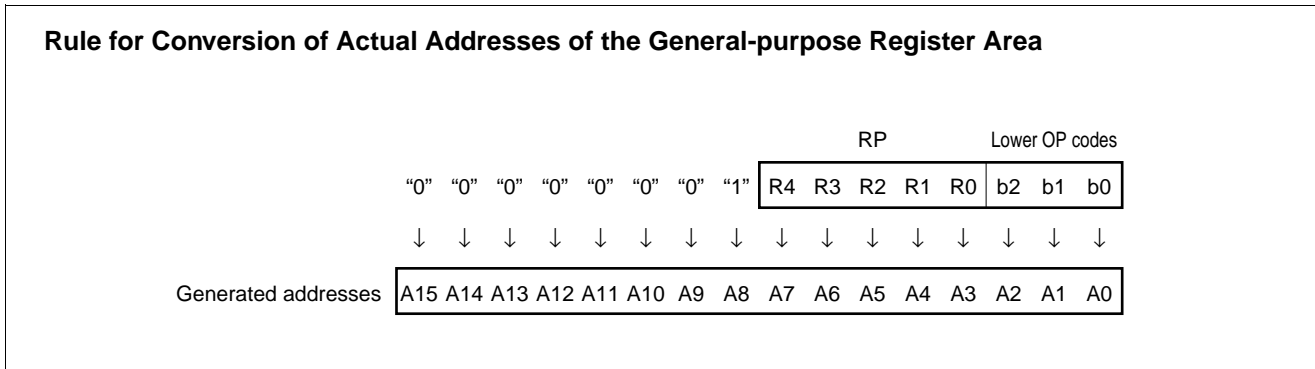 Rule for Conversion of Actual Addresses of the General-purpose Register Area
RP Lower OP codes
“0” “0” “0” “0” “0” “0” “0” “1” R4 R3 R2 R1 R0 b2 b1 b0
↓ ↓ ↓ ↓ ↓ ↓ ↓ ↓ ↓ ↓ ↓ ↓ ↓ ↓ ↓ ↓
Generated addresses A15 A14 A13 A12 A11 A10 A9 A8 A7 A6 A5 A4 A3 A2 A1 A0